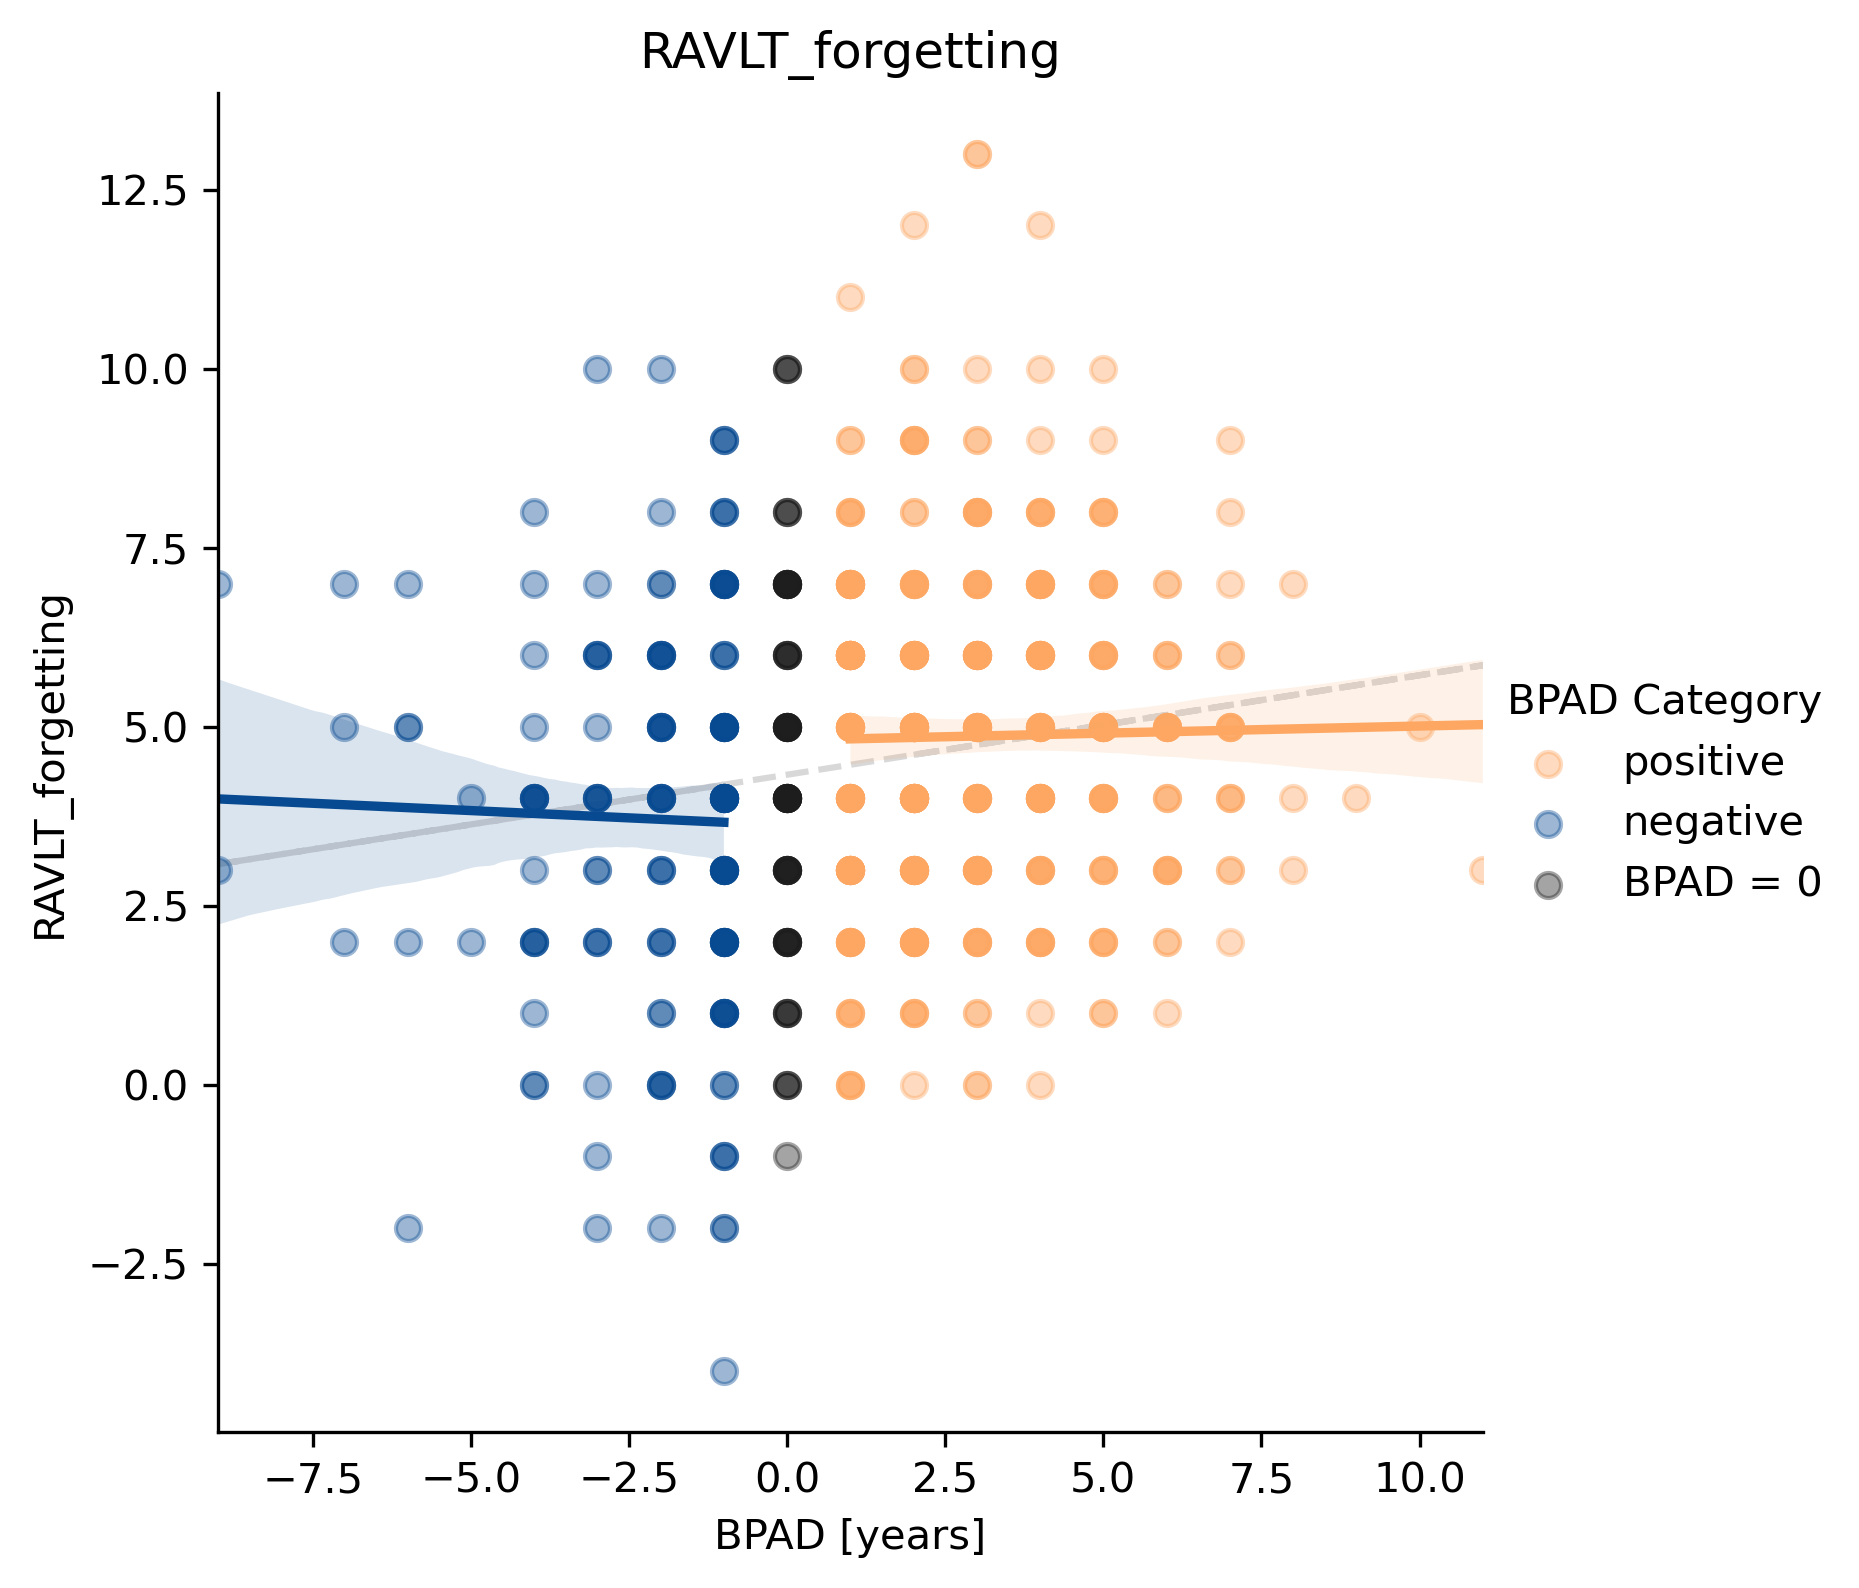 RAVLT_forgetting
12.5
10.0
7.5
5.0
2.5
0.0
−2.5
RAVLT_forgetting
−7.5 −5.0 −2.5 0.0 2.5 5.0 7.5 10.0
BPAD [years]
BPAD Category
positive
negative
BPAD = 0